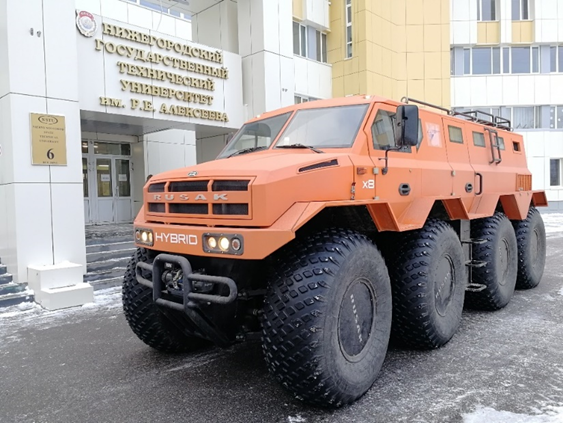 НИЖЕГОРОДСКИЙ
ГОСУДАРСТВЕННЫЙ
ТЕХНИЧЕСКИЙ
УНИВЕРСИТЕТ
ИМ. Р.Е. АЛЕКСЕЕВА
6
RUSAK
X8
HYBRID